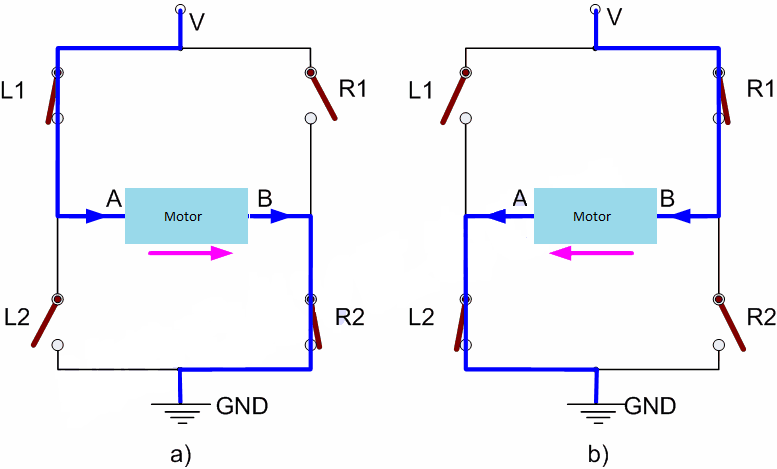 V
L1
R1
A
Motor
B
L2
R2
GND
a)
V
L1
R1
A
Motor
B
L2
R2
GND
b)